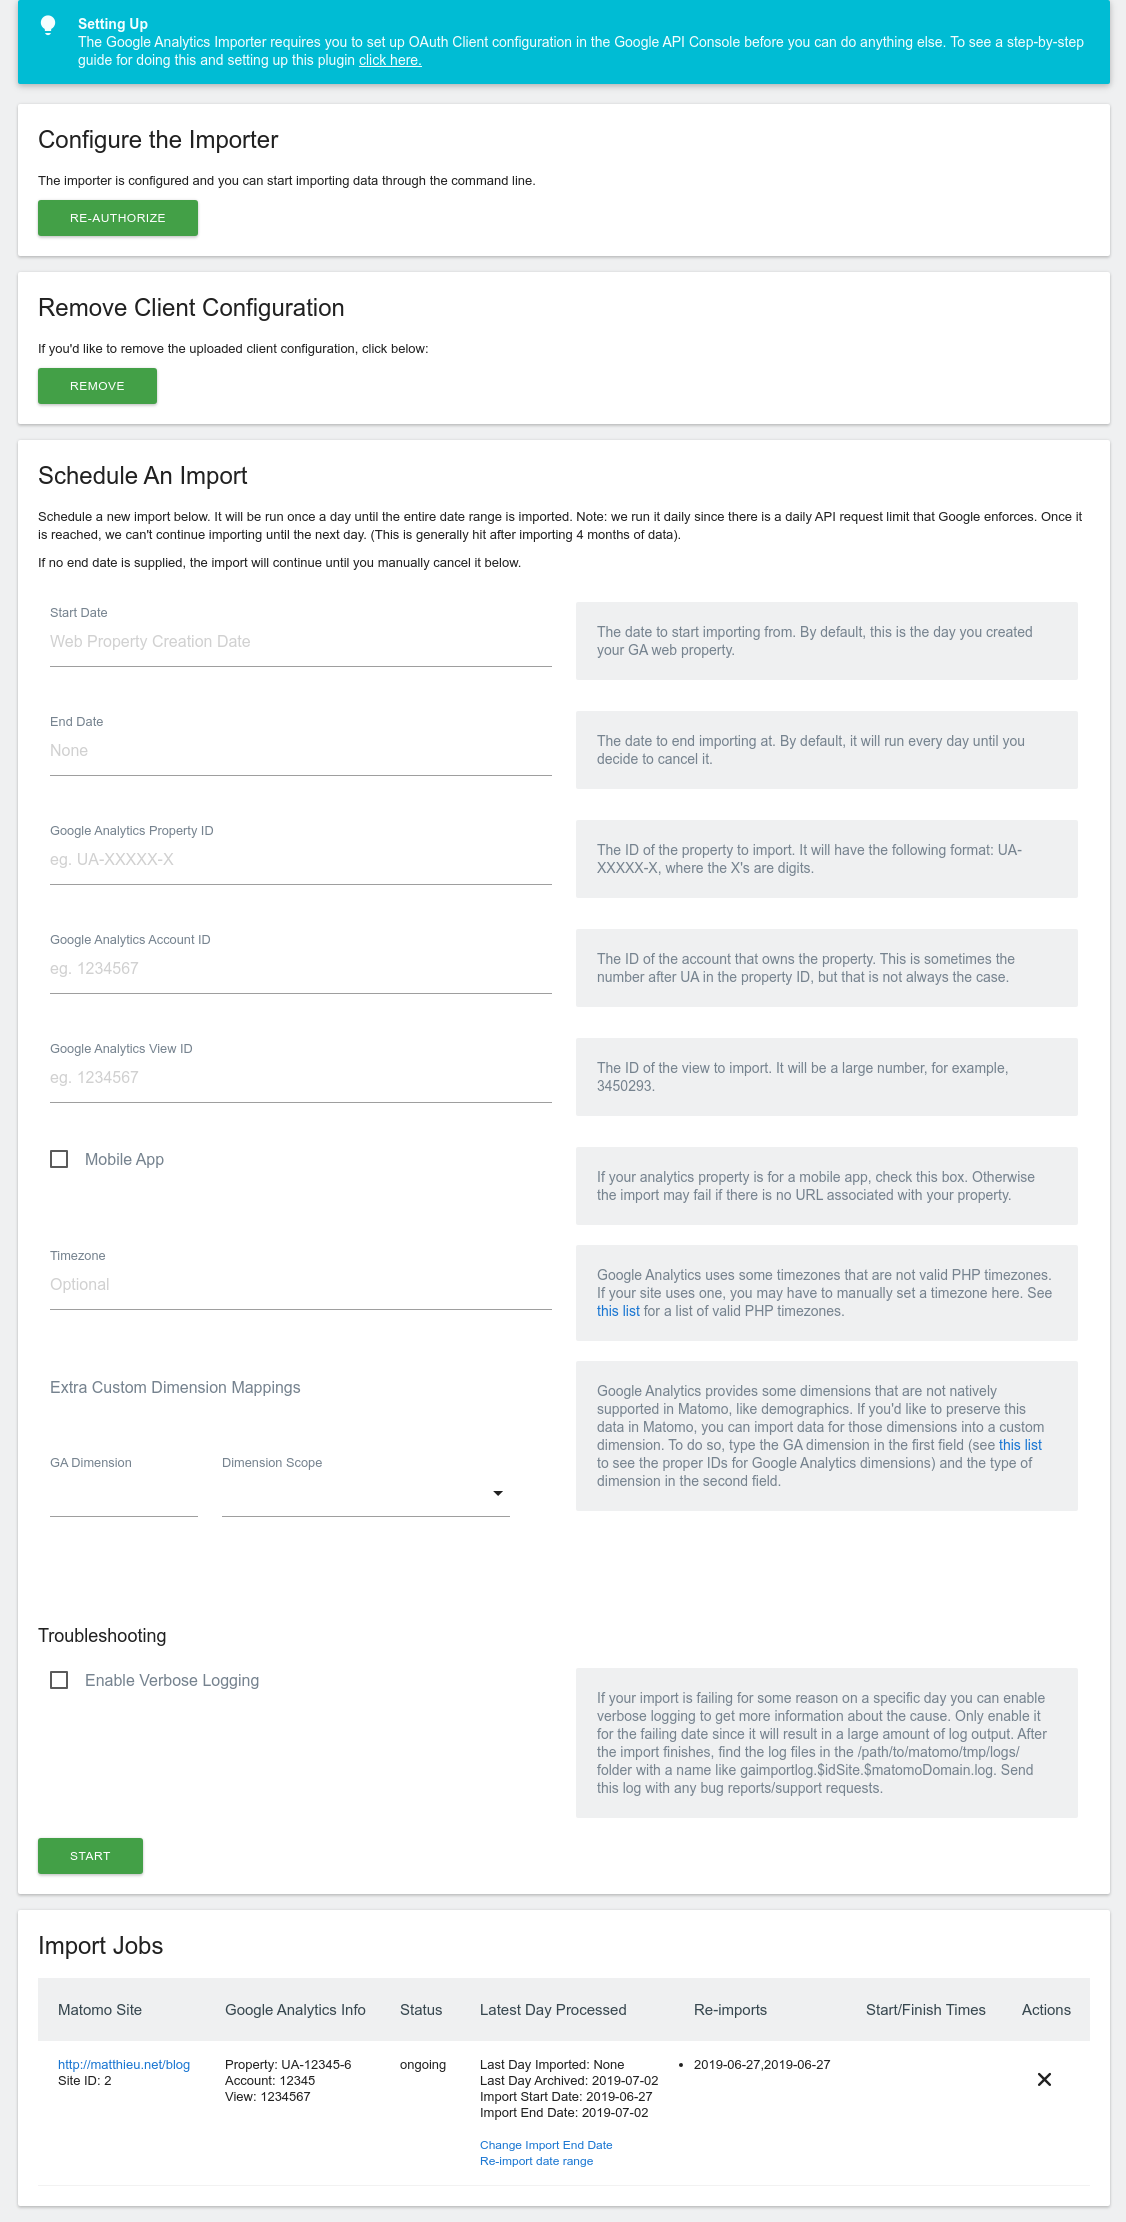 Setting Up
The Google Analytics Importer requires you to set up OAuth Client configuration in the Google API Console before you can do anything else. To see a step-by-step
guide for doing this and setting up this plugin click here.
Configure the Importer
The importer is configured and you can start importing data through the command line.
RE-AUTHORIZE
Remove Client Configuration
If you'd like to remove the uploaded client configuration, click below:
REMOVE
Schedule An Import
Schedule a new import below. It will be run once a day until the entire date range is imported. Note: we run it daily since there is a daily API request limit that Google enforces. Once it
is reached, we can't continue importing until the next day. (This is generally hit after importing 4 months of data).
If no end date is supplied, the import will continue until you manually cancel it below.
Start Date
Web Property Creation Date
The date to start importing from. By default, this is the day you created
your GA web property.
End Date
None
The date to end importing at. By default, it will run every day until you
decide to cancel it.
Google Analytics Property ID
eg. UA-XXXXX-X
The ID of the property to import. It will have the following format: UA-
XXXXX-X, where the X's are digits.
Google Analytics Account ID
eg. 1234567
The ID of the account that owns the property. This is sometimes the
number after UA in the property ID, but that is not always the case.
Google Analytics View ID
eg. 1234567
The ID of the view to import. It will be a large number, for example,
3450293.
Mobile App
If your analytics property is for a mobile app, check this box. Otherwise
the import may fail if there is no URL associated with your property.
Timezone
Optional
Google Analytics uses some timezones that are not valid PHP timezones.
If your site uses one, you may have to manually set a timezone here. See
this list for a list of valid PHP timezones.
Extra Custom Dimension Mappings
GA Dimension
Dimension Scope
Google Analytics provides some dimensions that are not natively
supported in Matomo, like demographics. If you'd like to preserve this
data in Matomo, you can import data for those dimensions into a custom
dimension. To do so, type the GA dimension in the first field (see this list
to see the proper IDs for Google Analytics dimensions) and the type of
dimension in the second field.
Troubleshooting
Enable Verbose Logging
If your import is failing for some reason on a specific day you can enable
verbose logging to get more information about the cause. Only enable it
for the failing date since it will result in a large amount of log output. After
the import finishes, find the log files in the /path/to/matomo/tmp/logs/
folder with a name like gaimportlog.$idSite.$matomoDomain.log. Send
this log with any bug reports/support requests.
START
Import Jobs
Matomo Site Google Analytics Info Status Latest Day Processed Re-imports Start/Finish Times Actions
http://matthieu.net/blog
Site ID: 2
Property: UA-12345-6
Account: 12345
View: 1234567
ongoing
Last Day Imported: None
Last Day Archived: 2019-07-02
Import Start Date: 2019-06-27
Import End Date: 2019-07-02
Change Import End Date
Re-import date range
2019-06-27,2019-06-27